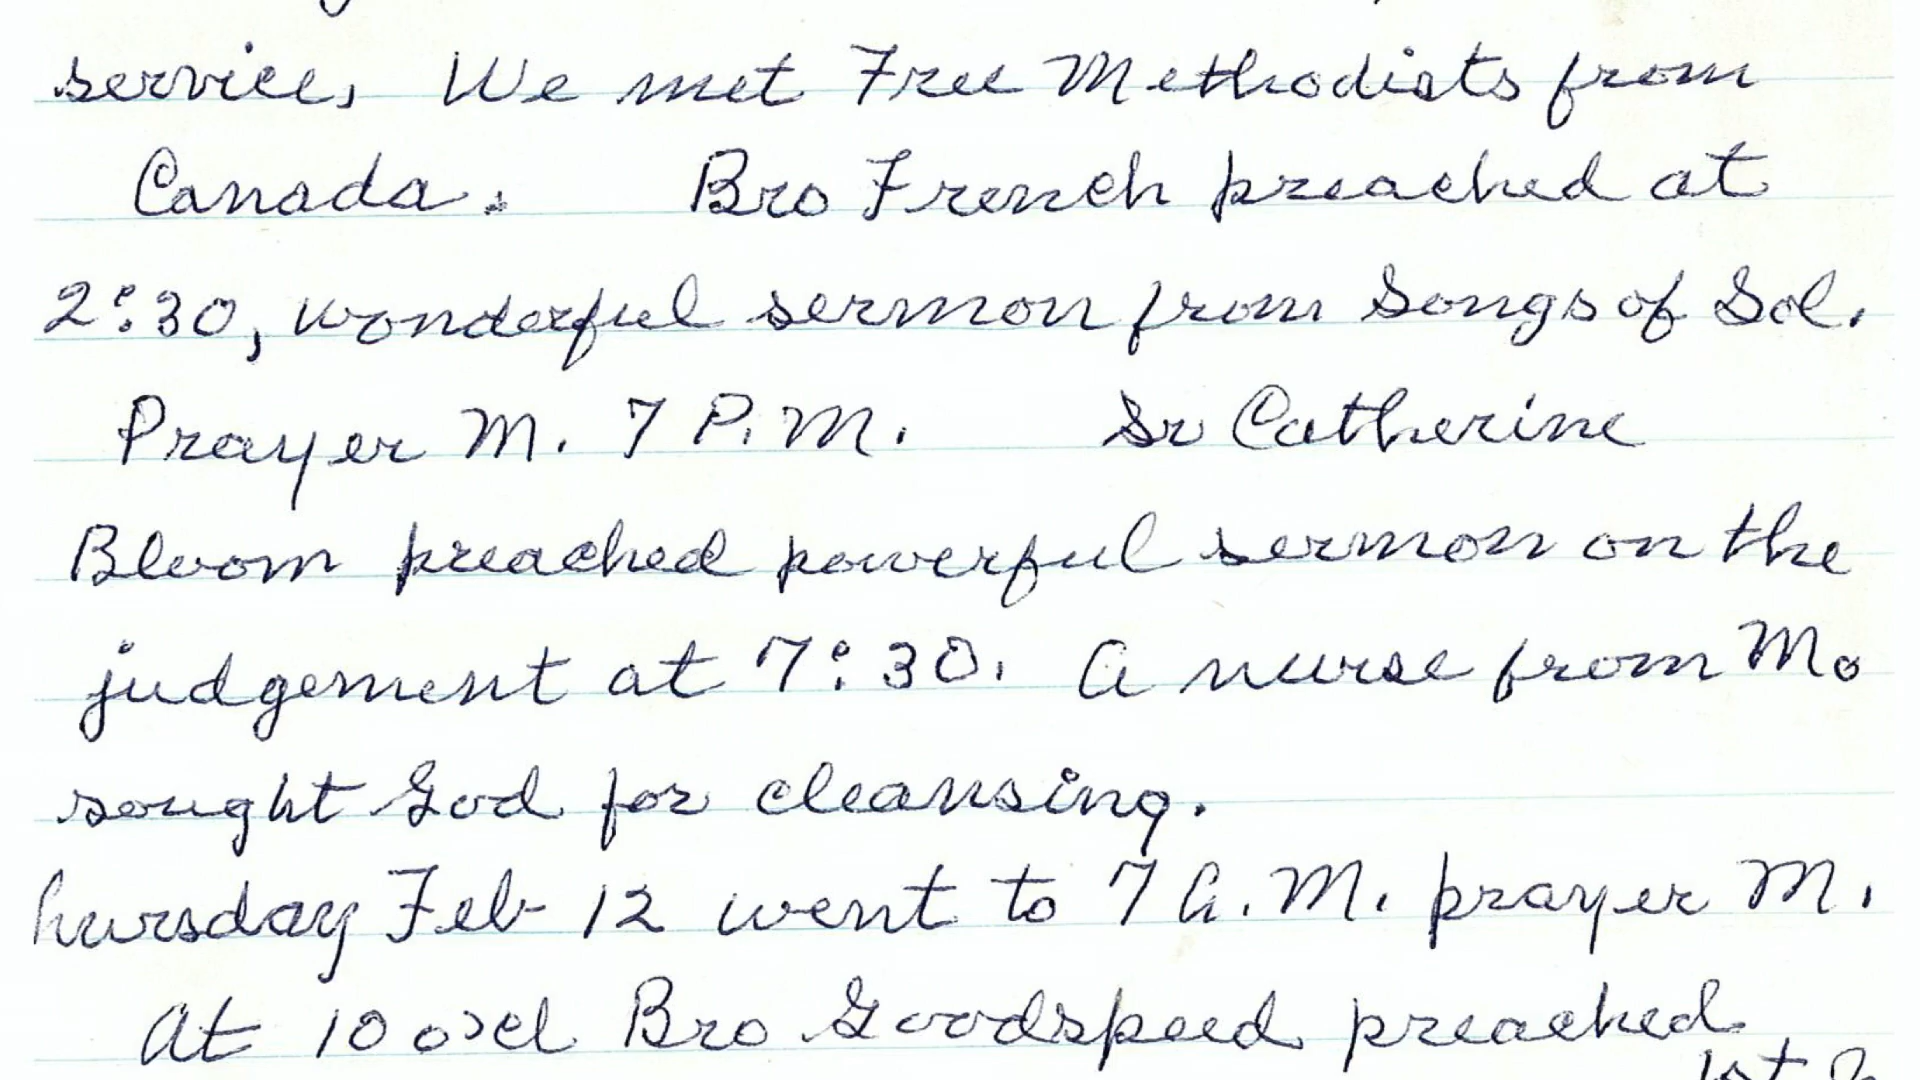 service, We met Free Methodists from
Canada. Bro French preached at
2:30, wonderful sermon from Songs of Sol.
Prayer M. 7 P.M. Sr Catherine
Bloom preached powerful sermon on the
judgement at 7:30. A nurse from Mo
sought God for cleansing.
hursday Feb 12 went to 7 A.M. prayer M.
At 10 o'cl Bro Goodspeed preached